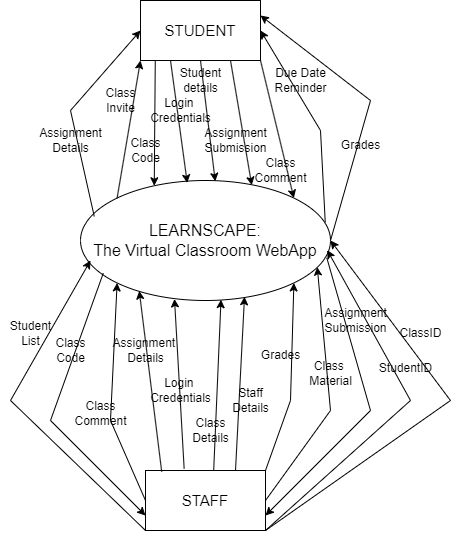 STUDENT
Student
details
Due Date
Reminder
Class
Invite
Login
Credentials
Assignment
Details
Class
Code
Assignment
Submission
Grades
Class
Comment
LEARNSCAPE:
The Virtual Classroom WebApp
Student
List
Class
Code
Assignment
Details
Assignment
Submission
ClassID
Grades
Class
Material
StudentID
Login
Credentials
Staff
Details
Class
Comment
Class
Details
STAFF